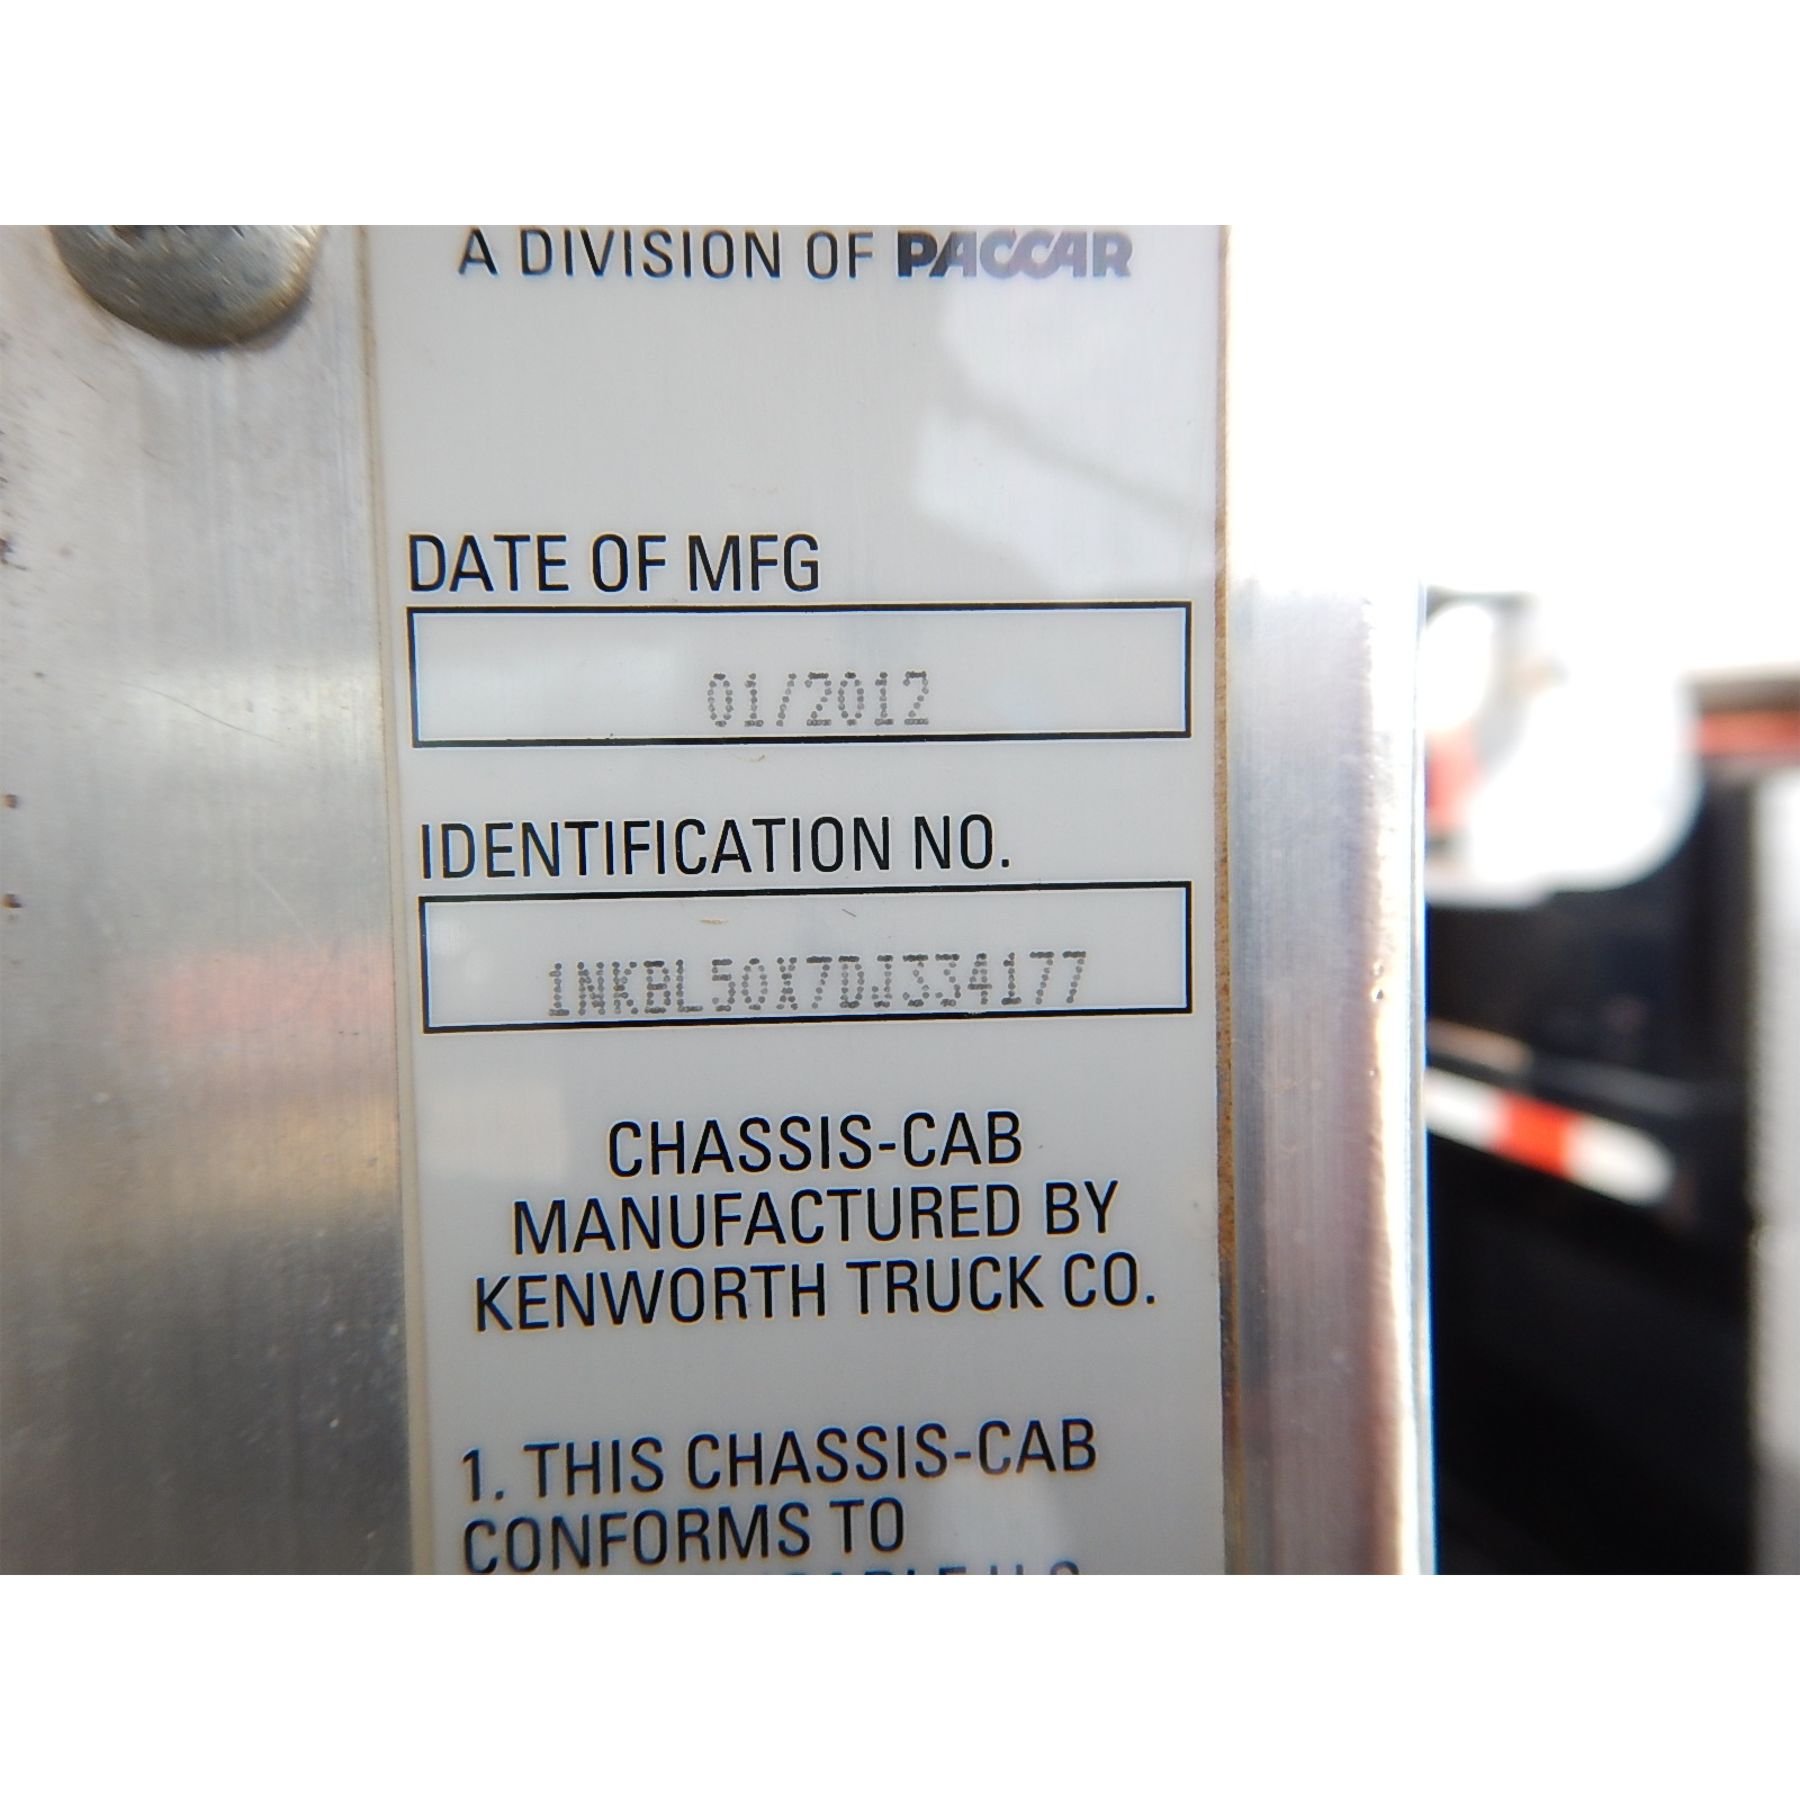 A DIVISION OF PACCAR
DATE OF MFG
01/2012
IDENTIFICATION NO.
1NKBL50X7DJ334177
CHASSIS-CAB
MANUFACTURED BY
KENWORTH TRUCK CO.
1. THIS CHASSIS-CAB
CONFORMS TO